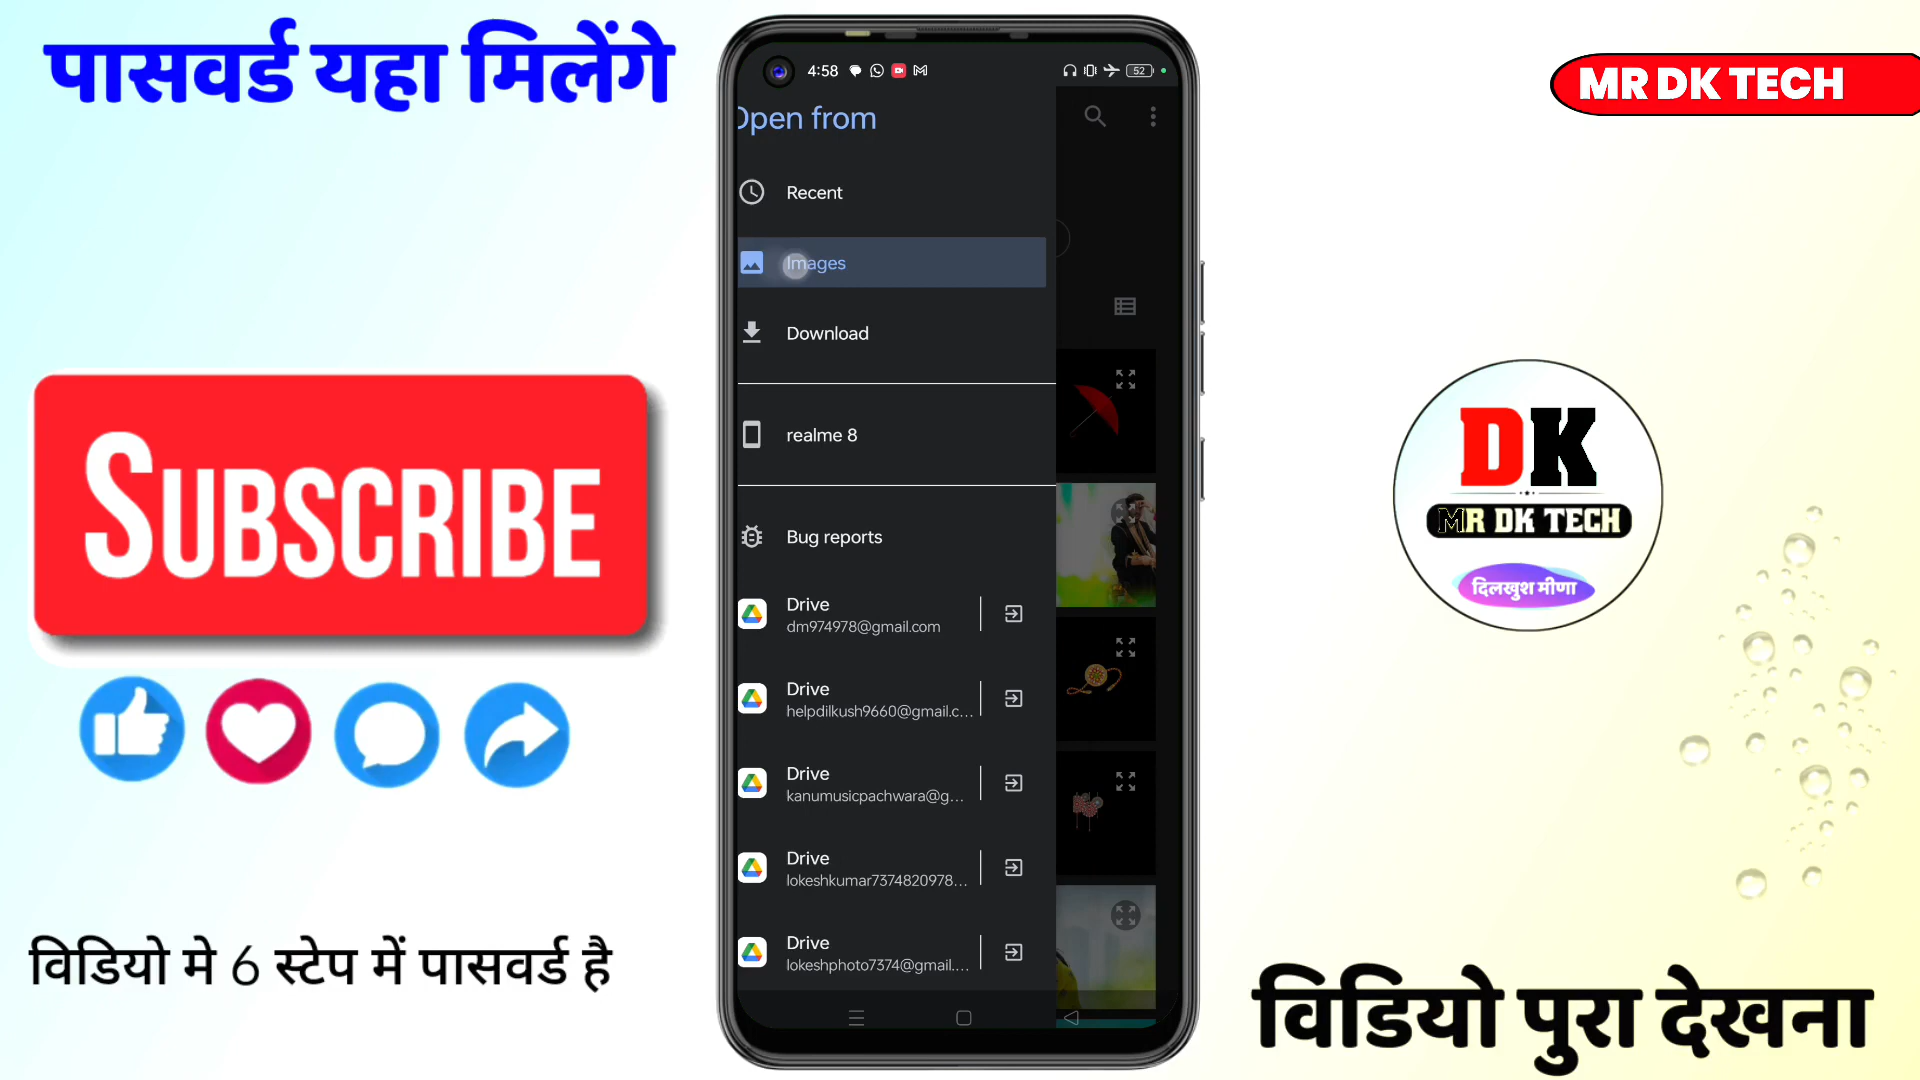 पासवर्ड यहा मिलेंगे
MR DK TECH
4:58
52
Open from
Recent
Images
Download
realme 8
Bug reports
Drive
dm974978@gmail.com
Drive
helpdilkush9660@gmail.c...
Drive
kanumusicpachwara@g...
Drive
lokeshkumar7374820978...
Drive
lokeshphoto7374@gmail....
SUBSCRIBE
DK
MR DK TECH
दिलखुश मीणा
विडियो मे 6 स्टेप में पासवर्ड है
विडियो पुरा देखना